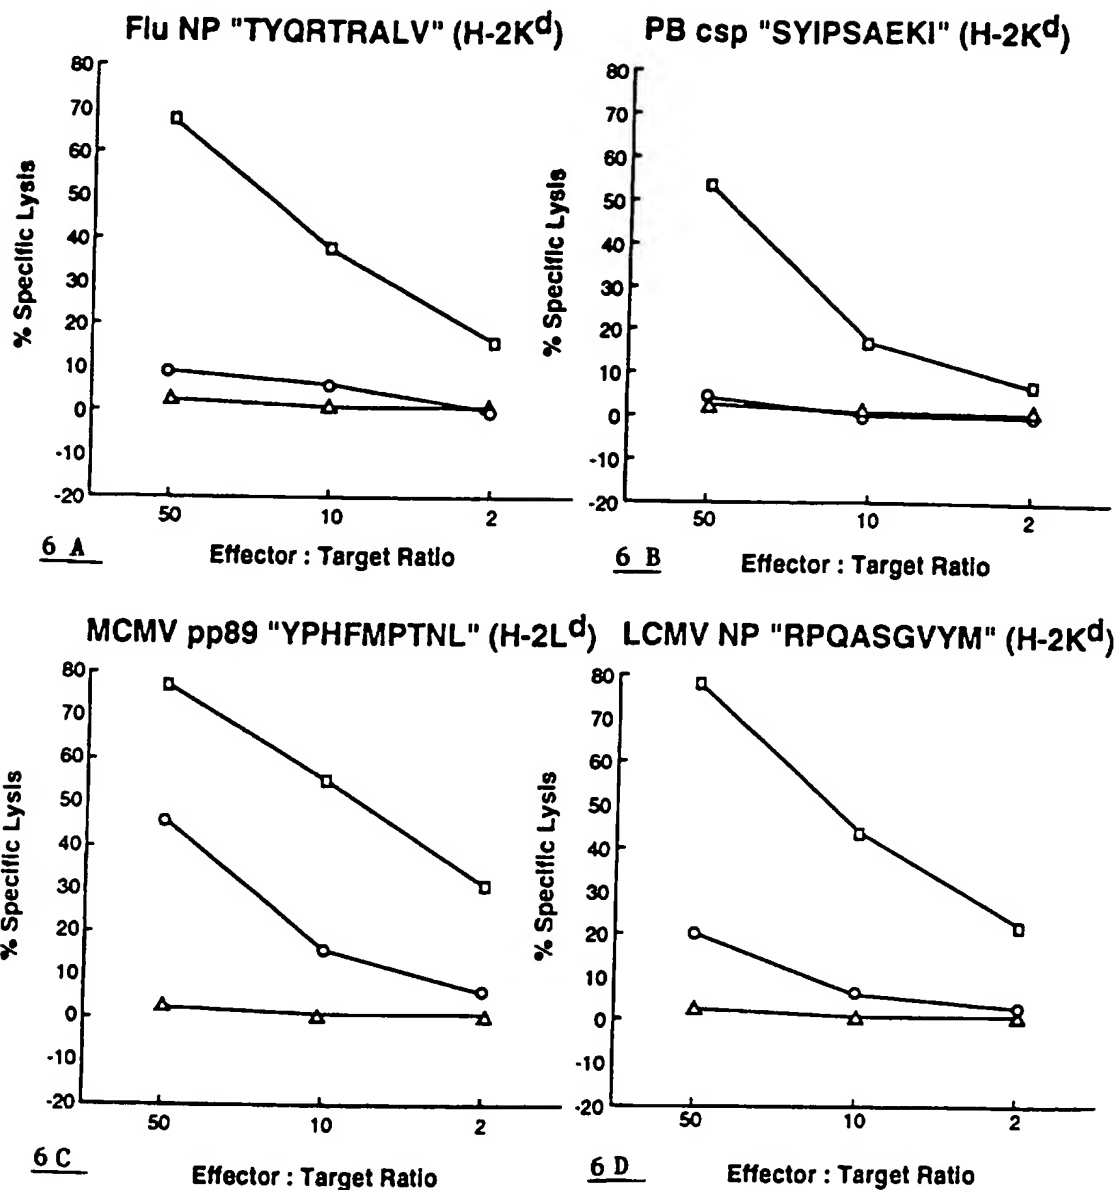 Flu NP "TYQRTRALV" (H-2Kd)
80
70
60
50
40
30
20
10
0
-10
-20
% Specific Lysis
50 10 2
6 A
Effector : Target Ratio
PB csp "SYIPSAEKI" (H-2Kd)
80
70
60
50
40
30
20
10
0
-10
-20
% Specific Lysis
50 10 2
6 B
Effector : Target Ratio
MCMV pp89 "YPHFMPTNL" (H-2Ld)
80
70
60
50
40
30
20
10
0
-10
-20
% Specific Lysis
50 10 2
6 C
Effector : Target Ratio
LCMV NP "RPQASGVYM" (H-2Kd)
80
70
60
50
40
30
20
10
0
-10
-20
% Specific Lysis
50 10 2
6 D
Effector : Target Ratio